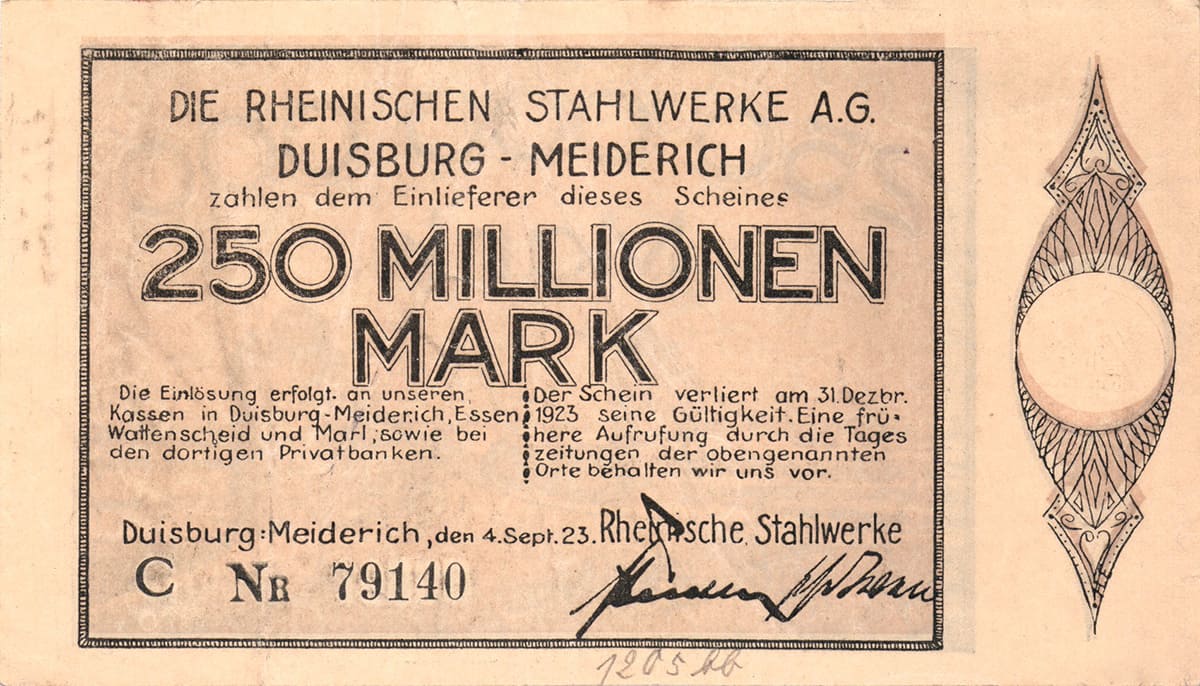 DIE RHEINISCHEN STAHLWERKE A.G.
DUISBURG - MEIDERICH
zahlen dem Einlieferer dieses Scheines
250 MILLIONEN
MARK
Die Einlösung erfolgt. an unseren
Kassen in Duisburg-Meiderich, Essen
Wattenscheid und Marl, sowie bei
den dortigen Privatbanken.
Der Schein verliert am 31. Dezbr.
1923 seine Gültigkeit. Eine frü-
here Aufrufung durch die Tages
zeitungen der obengenannten
Orte behalten wir uns vor.
Duisburg-Meiderich, den 4. Sept. 23. Rheinische Stahlwerke
C NR 79140
1205 bb